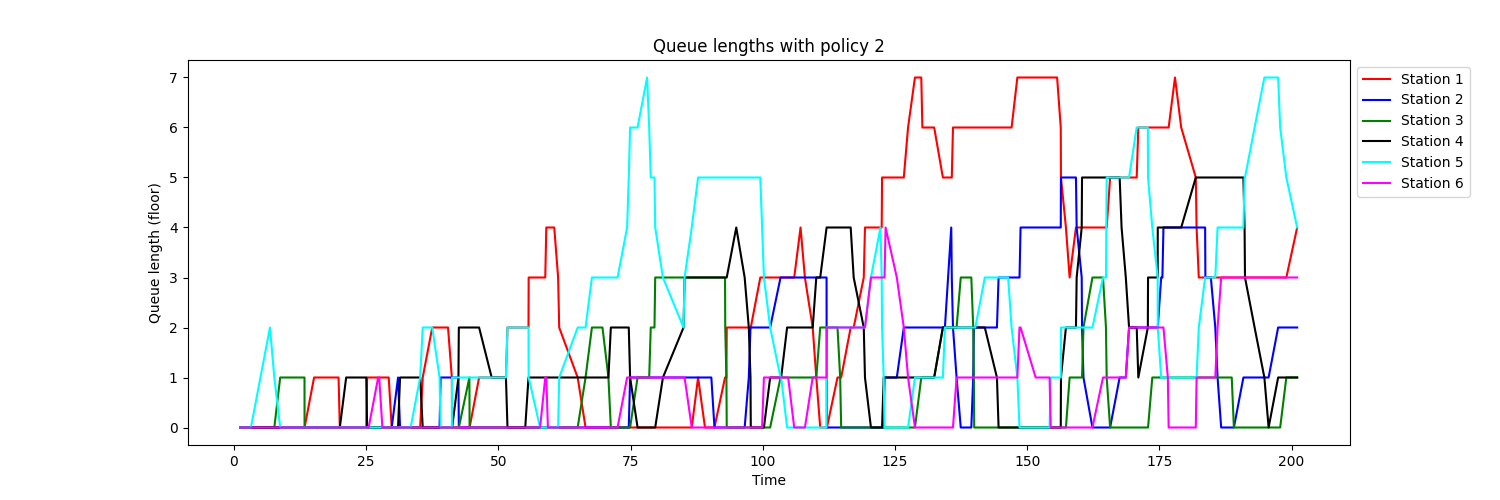 Queue lengths with policy 2
Queue length (floor)
7
6
5
4
3
2
1
0
0 25 50 75 100 125 150 175 200
Time
Station 1
Station 2
Station 3
Station 4
Station 5
Station 6